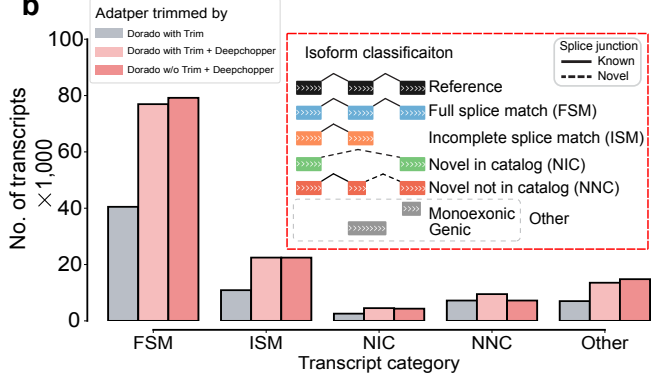 b
Adatper trimmed by
Dorado with Trim
Dorado with Trim + Deepchopper
Dorado w/o Trim + Deepchopper
No. of transcripts
×1,000
100
80
60
40
20
0
Isoform classificaiton
Splice junction
Known
Novel
Reference
Full splice match (FSM)
Incomplete splice match (ISM)
Novel in catalog (NIC)
Novel not in catalog (NNC)
Monoexonic
Genic
Other
FSM ISM NIC NNC Other
Transcript category